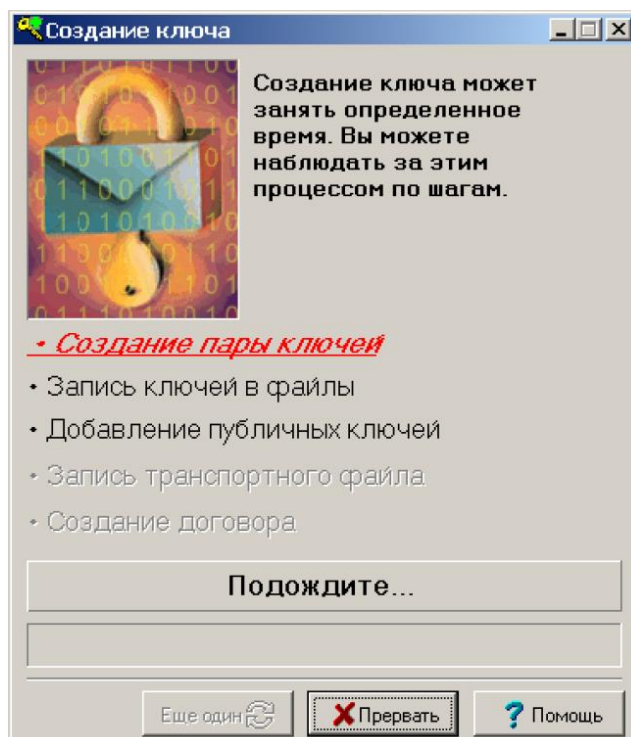 Создание ключа
Создание ключа может
занять определенное
время. Вы можете
наблюдать за этим
процессом по шагам.
• Создание пары ключей
• Запись ключей в файлы
• Добавление публичных ключей
• Запись транспортного файла
• Создание договора
Подождите...
Еще один
Прервать
? Помощь